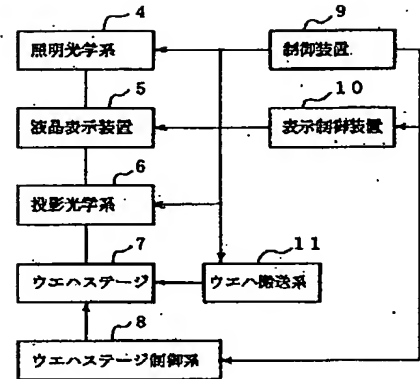 4
照明光学系
9
制御装置
5
液晶表示装置
10
表示制御装置
6
投影光学系
7
ウエハステージ
11
ウエハ搬送系
8
ウエハステージ制御系